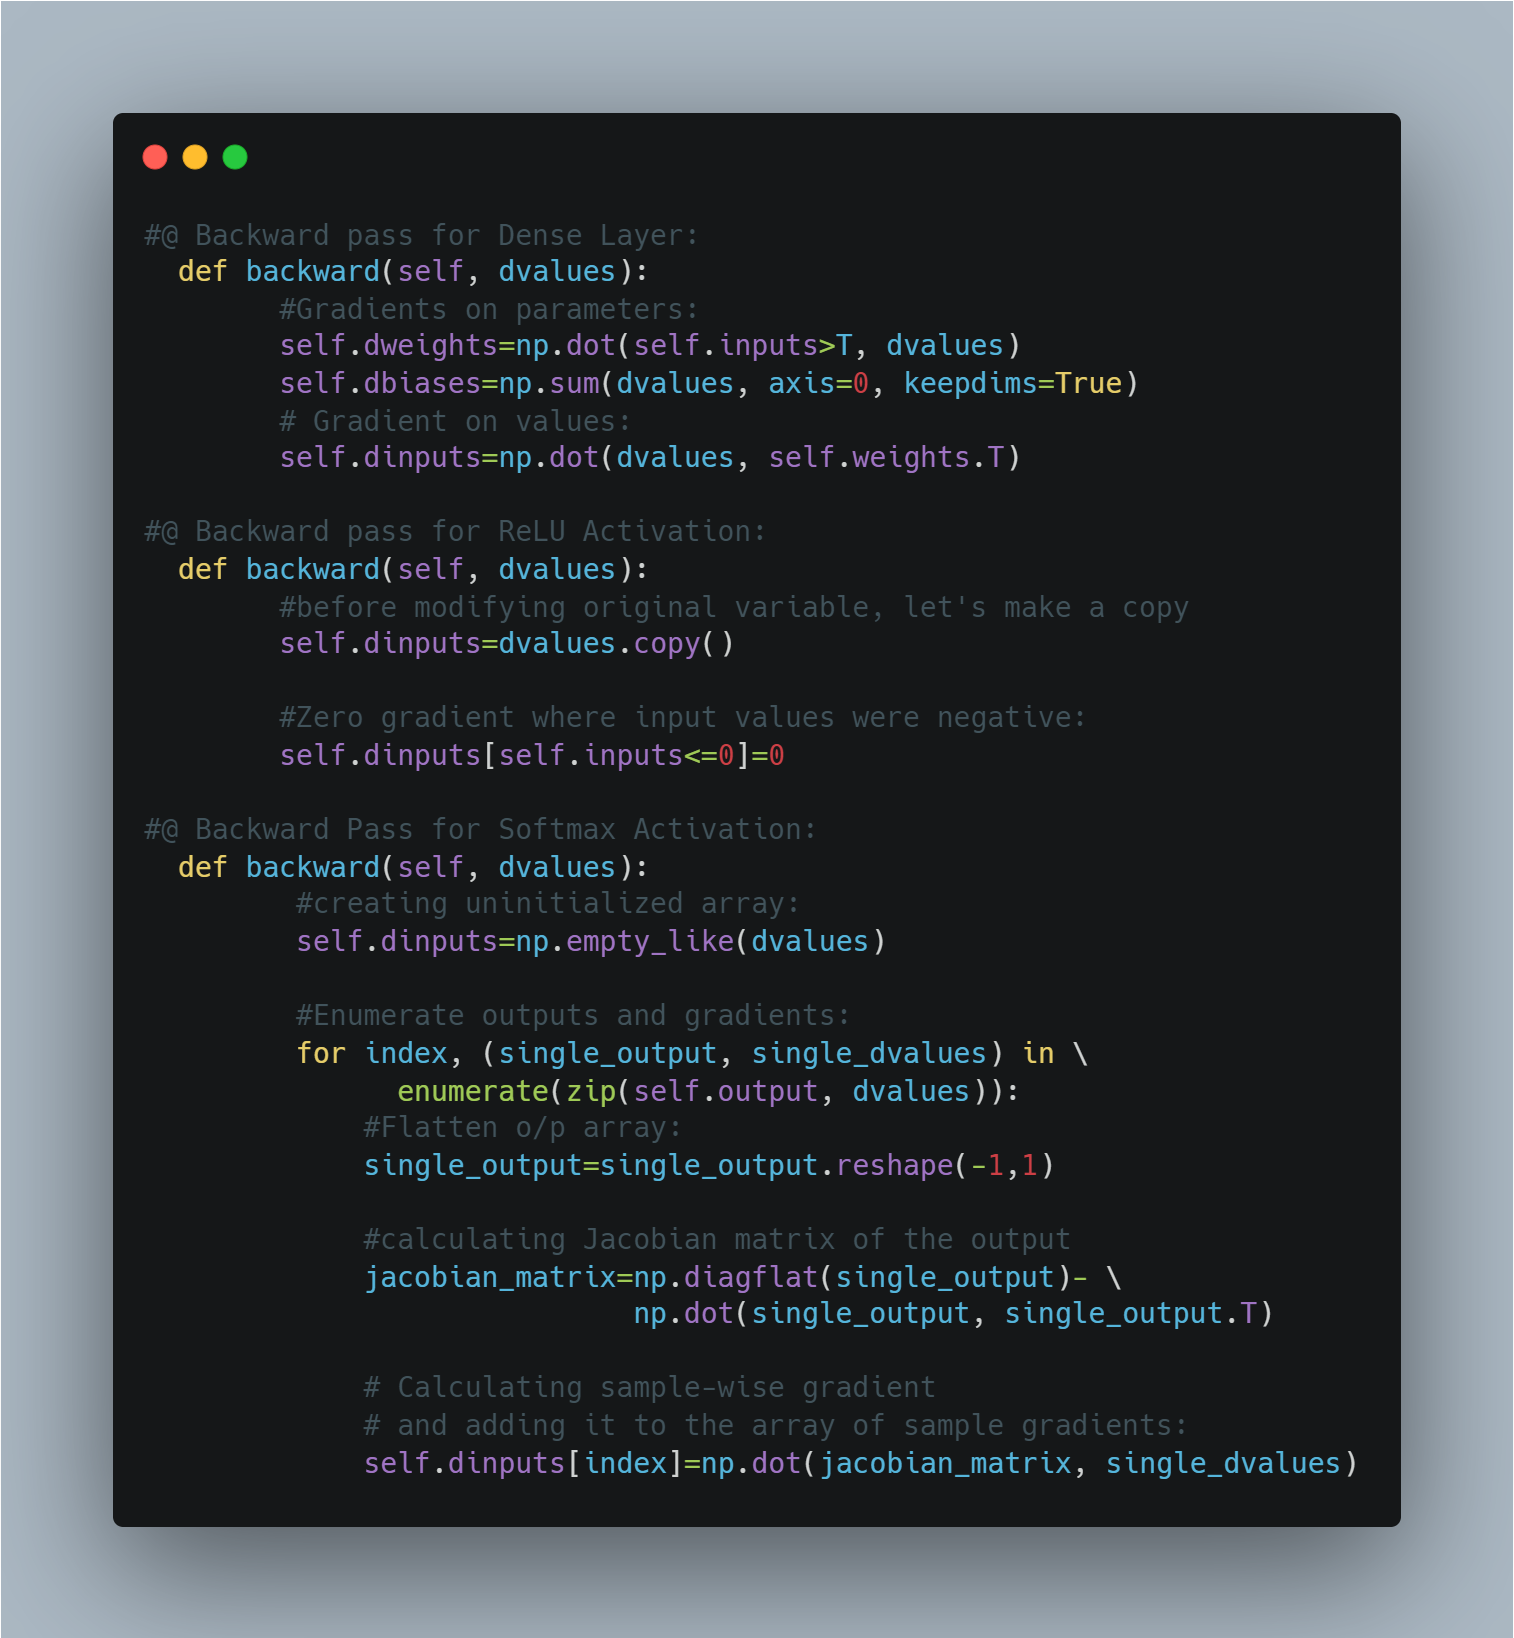 #@ Backward pass for Dense Layer:
  def backward(self, dvalues):
        #Gradients on parameters:
        self.dweights=np.dot(self.inputs>T, dvalues)
        self.dbiases=np.sum(dvalues, axis=0, keepdims=True)
        # Gradient on values:
        self.dinputs=np.dot(dvalues, self.weights.T)

#@ Backward pass for ReLU Activation:
  def backward(self, dvalues):
        #before modifying original variable, let's make a copy
        self.dinputs=dvalues.copy()

        #Zero gradient where input values were negative:
        self.dinputs[self.inputs<=0]=0

#@ Backward Pass for Softmax Activation:
  def backward(self, dvalues):
         #creating uninitialized array:
         self.dinputs=np.empty_like(dvalues)

         #Enumerate outputs and gradients:
         for index, (single_output, single_dvalues) in \
               enumerate(zip(self.output, dvalues)):
             #Flatten o/p array:
             single_output=single_output.reshape(-1,1)

             #calculating Jacobian matrix of the output
             jacobian_matrix=np.diagflat(single_output)- \
                             np.dot(single_output, single_output.T)

             # Calculating sample-wise gradient
             # and adding it to the array of sample gradients:
             self.dinputs[index]=np.dot(jacobian_matrix, single_dvalues)